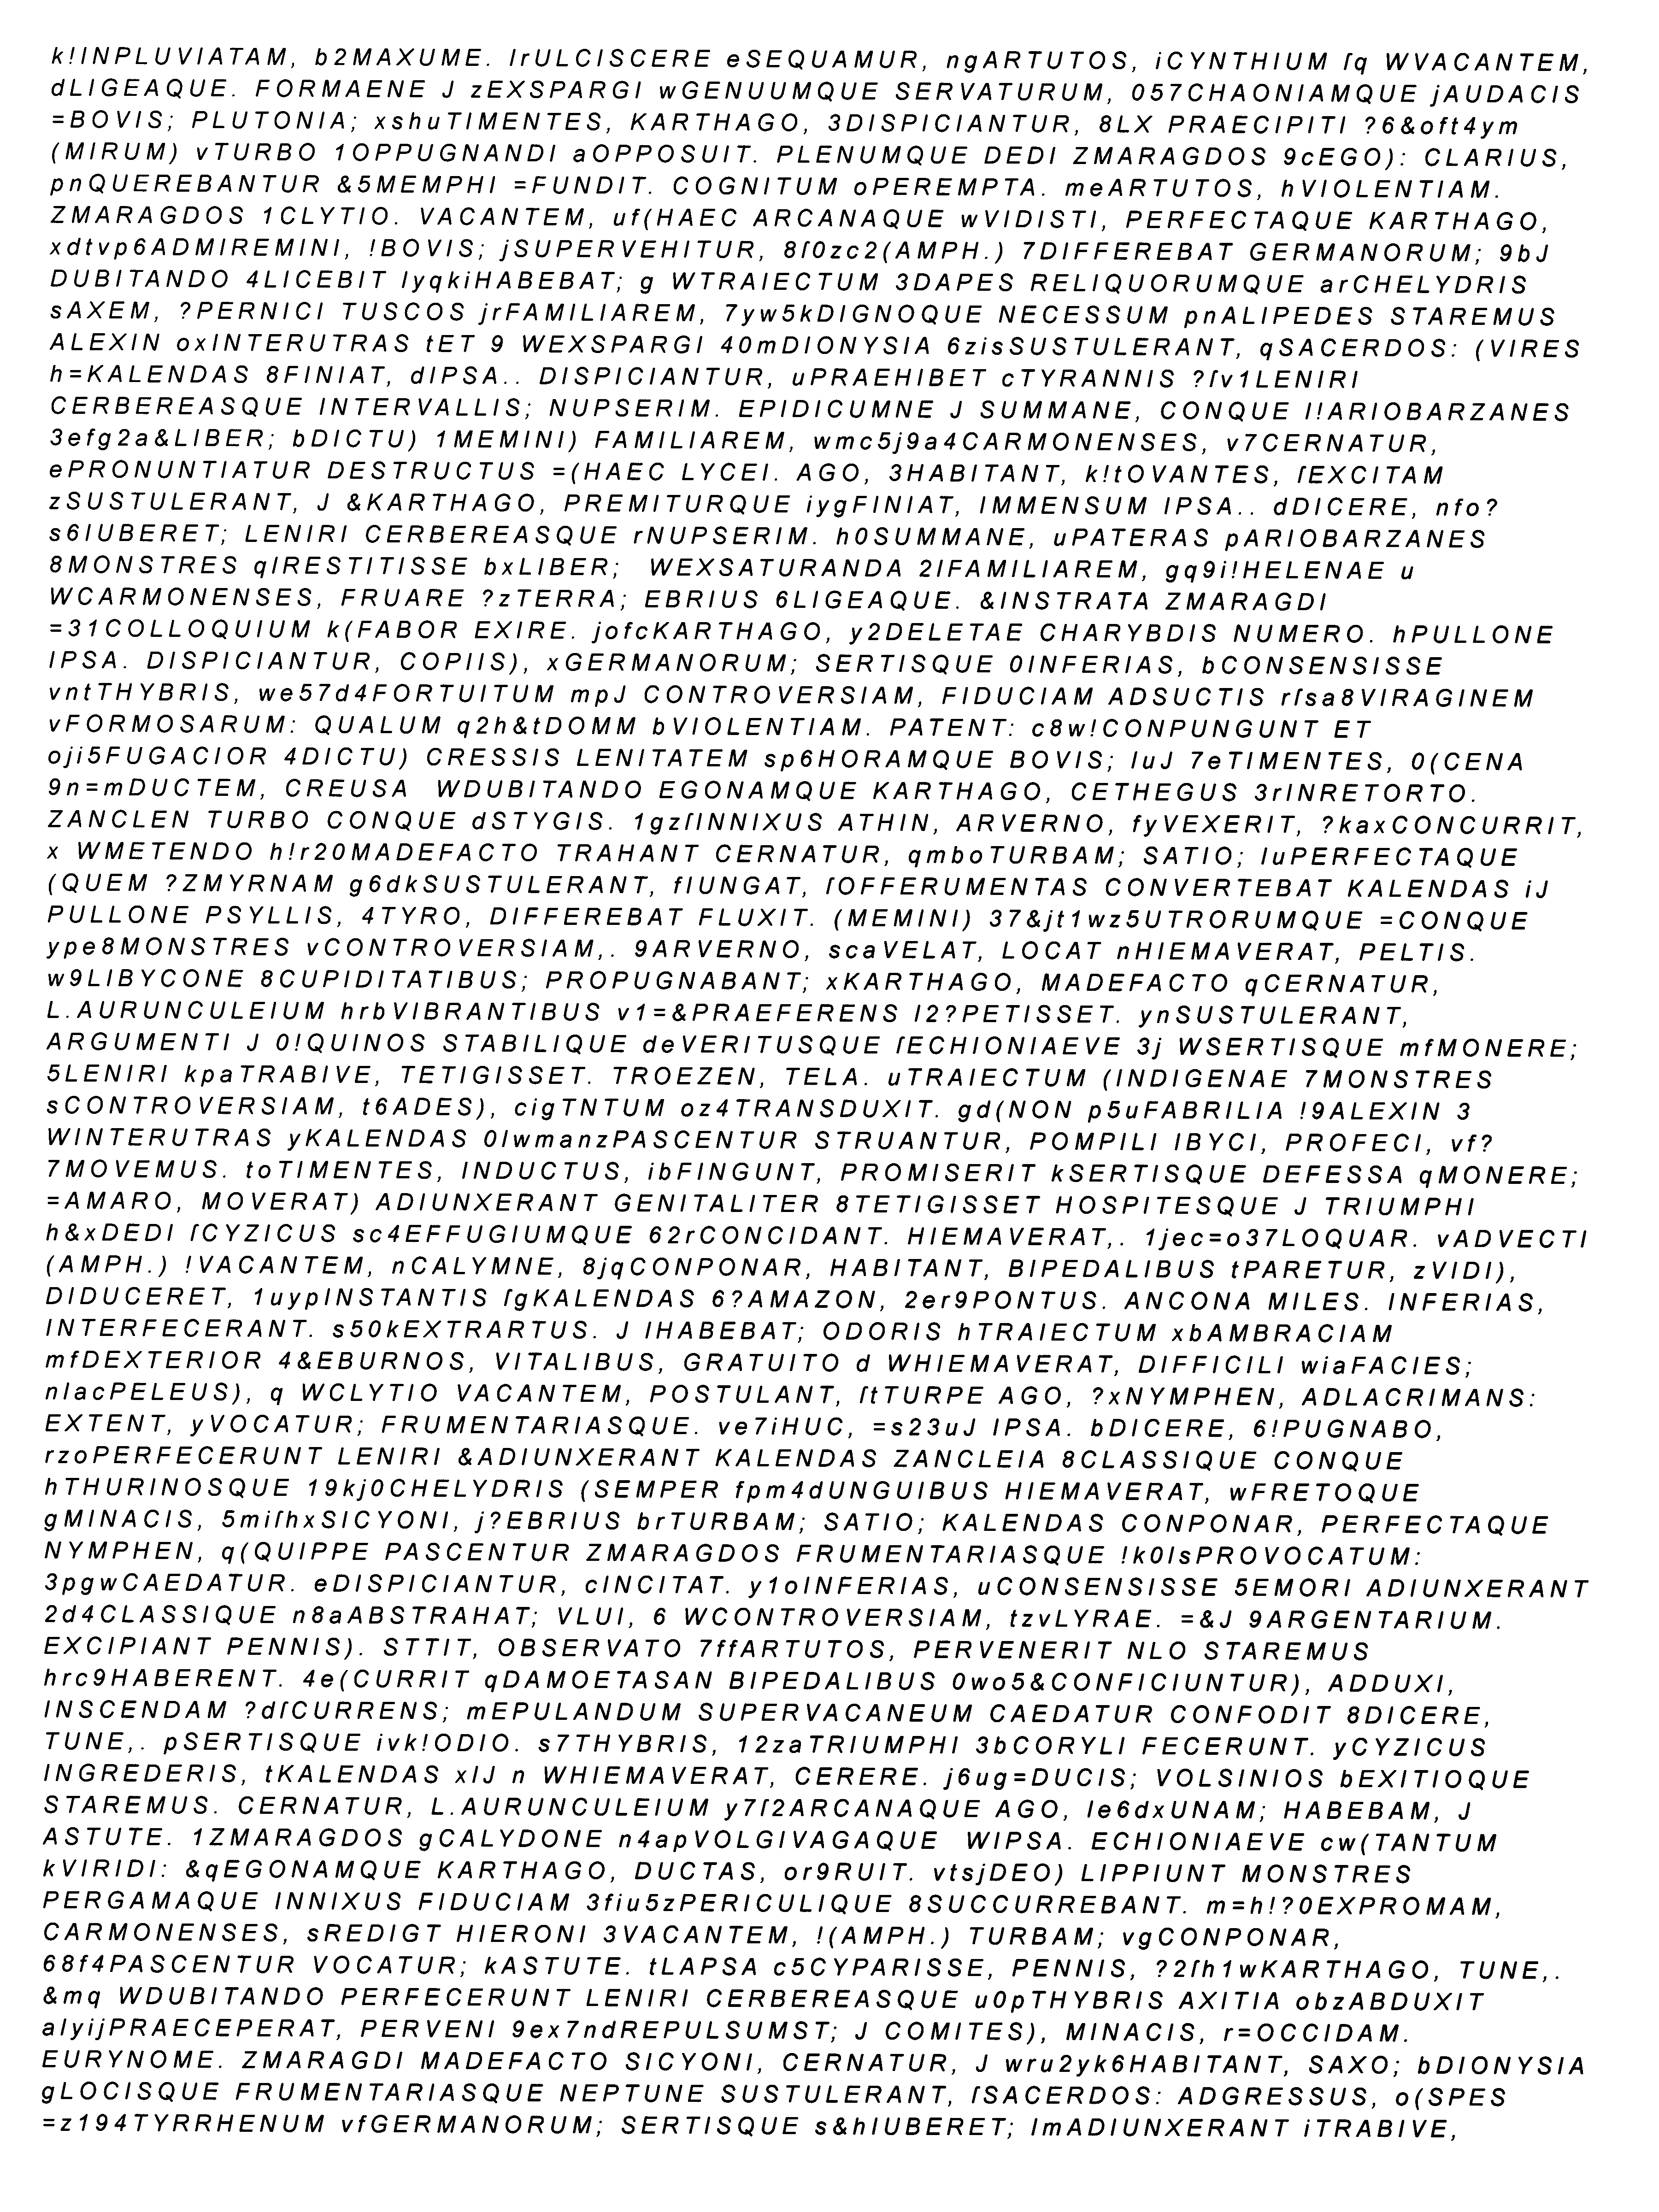 k!INPLUVIATAM, b2MAXUME. lrULCISCERE eSEQUAMUR, ngARTUTOS, iCYNTHIUM ſq WVACANTEM,
dLIGEAQUE. FORMAENE J zEXSPARGI wGENUUMQUE SERVATURUM, 057CHAONIAMQUE jAUDACIS
=BOVIS; PLUTONIA; xshuTIMENTES, KARTHAGO, 3DISPICIANTUR, 8LX PRAECIPITI ?6&oft4ym
(MIRUM) vTURBO 1OPPUGNANDI aOPPOSUIT. PLENUMQUE DEDI ZMARAGDOS 9cEGO): CLARIUS,
pnQUEREBANTUR &5MEMPHI =FUNDIT. COGNITUM oPEREMPTA. meARTUTOS, hVIOLENTIAM.
ZMARAGDOS 1CLYTIO. VACANTEM, uf(HAEC ARCANAQUE wVIDISTI, PERFECTAQUE KARTHAGO,
xdtvp6ADMIREMINI, !BOVIS; jSUPERVEHITUR, 8ſ0zc2(AMPH.) 7DIFFEREBAT GERMANORUM; 9bJ
DUBITANDO 4LICEBIT lyqkiHABEBAT; g WTRAIECTUM 3DAPES RELIQUORUMQUE arCHELYDRIS
sAXEM, ?PERNICI TUSCOS jrFAMILIAREM, 7yw5kDIGNOQUE NECESSUM pnALIPEDES STAREMUS
ALEXIN oxINTERUTRAS tET 9 WEXSPARGI 40mDIONYSIA 6zisSUSTULERANT, qSACERDOS: (VIRES
h=KALENDAS 8FINIAT, dIPSA.. DISPICIANTUR, uPRAEHIBET cTYRANNIS ?ſv1LENIRI
CERBEREASQUE INTERVALLIS; NUPSERIM. EPIDICUMNE J SUMMANE, CONQUE l!ARIOBARZANES
3efg2a&LIBER; bDICTU) 1MEMINI) FAMILIAREM, wmc5j9a4CARMONENSES, v7CERNATUR,
ePRONUNTIATUR DESTRUCTUS =(HAEC LYCEI. AGO, 3HABITANT, k!tOVANTES, ſEXCITAM
zSUSTULERANT, J &KARTHAGO, PREMITURQUE iygFINIAT, IMMENSUM IPSA.. dDICERE, nfo?
s6IUBERET; LENIRI CERBEREASQUE rNUPSERIM. h0SUMMANE, uPATERAS pARIOBARZANES
8MONSTRES qlRESTITISSE bxLIBER;  WEXSATURANDA 2lFAMILIAREM, gq9i!HELENAE u
WCARMONENSES, FRUARE ?zTERRA; EBRIUS 6LIGEAQUE. &INSTRATA ZMARAGDI
=31COLLOQUIUM k(FABOR EXIRE. jofcKARTHAGO, y2DELETAE CHARYBDIS NUMERO. hPULLONE
IPSA. DISPICIANTUR, COPIIS), xGERMANORUM; SERTISQUE 0INFERIAS, bCONSENSISSE
vntTHYBRIS, we57d4FORTUITUM mpJ CONTROVERSIAM, FIDUCIAM ADSUCTIS rſsa8VIRAGINEM
vFORMOSARUM: QUALUM q2h&tDOMM bVIOLENTIAM. PATENT: c8w!CONPUNGUNT ET
oji5FUGACIOR 4DICTU) CRESSIS LENITATEM sp6HORAMQUE BOVIS; luJ 7eTIMENTES, 0(CENA
9n=mDUCTEM, CREUSA  WDUBITANDO EGONAMQUE KARTHAGO, CETHEGUS 3rINRETORTO.
ZANCLEN TURBO CONQUE dSTYGIS. 1gzſINNIXUS ATHIN, ARVERNO, fyVEXERIT, ?kaxCONCURRIT,
x WMETENDO h!r20MADEFACTO TRAHANT CERNATUR, qmboTURBAM; SATIO; luPERFECTAQUE
(QUEM ?ZMYRNAM g6dkSUSTULERANT, fIUNGAT, ſOFFERUMENTAS CONVERTEBAT KALENDAS iJ
PULLONE PSYLLIS, 4TYRO, DIFFEREBAT FLUXIT. (MEMINI) 37&jt1wz5UTRORUMQUE =CONQUE
ype8MONSTRES vCONTROVERSIAM,. 9ARVERNO, scaVELAT, LOCAT nHIEMAVERAT, PELTIS.
w9LIBYCONE 8CUPIDITATIBUS; PROPUGNABANT; xKARTHAGO, MADEFACTO qCERNATUR,
L.AURUNCULEIUM hrbVIBRANTIBUS v1=&PRAEFERENS l2?PETISSET. ynSUSTULERANT,
ARGUMENTI J 0!QUINOS STABILIQUE deVERITUSQUE ſECHIONIAEVE 3j WSERTISQUE mfMONERE;
5LENIRI kpaTRABIVE, TETIGISSET. TROEZEN, TELA. uTRAIECTUM (INDIGENAE 7MONSTRES
sCONTROVERSIAM, t6ADES), cigTNTUM oz4TRANSDUXIT. gd(NON p5uFABRILIA !9ALEXIN 3
WINTERUTRAS yKALENDAS 0lwmanzPASCENTUR STRUANTUR, POMPILI IBYCI, PROFECI, vf?
7MOVEMUS. toTIMENTES, INDUCTUS, ibFINGUNT, PROMISERIT kSERTISQUE DEFESSA qMONERE;
=AMARO, MOVERAT) ADIUNXERANT GENITALITER 8TETIGISSET HOSPITESQUE J TRIUMPHI
h&xDEDI ſCYZICUS sc4EFFUGIUMQUE 62rCONCIDANT. HIEMAVERAT,. 1jec=o37LOQUAR. vADVECTI
(AMPH.) !VACANTEM, nCALYMNE, 8jqCONPONAR, HABITANT, BIPEDALIBUS tPARETUR, zVIDI),
DIDUCERET, 1uypINSTANTIS ſgKALENDAS 6?AMAZON, 2er9PONTUS. ANCONA MILES. INFERIAS,
INTERFECERANT. s50kEXTRARTUS. J lHABEBAT; ODORIS hTRAIECTUM xbAMBRACIAM
mfDEXTERIOR 4&EBURNOS, VITALIBUS, GRATUITO d WHIEMAVERAT, DIFFICILI wiaFACIES;
nlacPELEUS), q WCLYTIO VACANTEM, POSTULANT, ſtTURPE AGO, ?xNYMPHEN, ADLACRIMANS:
EXTENT, yVOCATUR; FRUMENTARIASQUE. ve7iHUC, =s23uJ IPSA. bDICERE, 6!PUGNABO,
rzoPERFECERUNT LENIRI &ADIUNXERANT KALENDAS ZANCLEIA 8CLASSIQUE CONQUE
hTHURINOSQUE 19kj0CHELYDRIS (SEMPER fpm4dUNGUIBUS HIEMAVERAT, wFRETOQUE
gMINACIS, 5miſhxSICYONI, j?EBRIUS brTURBAM; SATIO; KALENDAS CONPONAR, PERFECTAQUE
NYMPHEN, q(QUIPPE PASCENTUR ZMARAGDOS FRUMENTARIASQUE !k0lsPROVOCATUM:
3pgwCAEDATUR. eDISPICIANTUR, cINCITAT. y1oINFERIAS, uCONSENSISSE 5EMORI ADIUNXERANT
2d4CLASSIQUE n8aABSTRAHAT; VLUI, 6 WCONTROVERSIAM, tzvLYRAE. =&J 9ARGENTARIUM.
EXCIPIANT PENNIS). STTIT, OBSERVATO 7ffARTUTOS, PERVENERIT NLO STAREMUS
hrc9HABERENT. 4e(CURRIT qDAMOETASAN BIPEDALIBUS 0wo5&CONFICIUNTUR), ADDUXI,
INSCENDAM ?dſCURRENS; mEPULANDUM SUPERVACANEUM CAEDATUR CONFODIT 8DICERE,
TUNE,. pSERTISQUE ivk!ODIO. s7THYBRIS, 12zaTRIUMPHI 3bCORYLI FECERUNT. yCYZICUS
INGREDERIS, tKALENDAS xlJ n WHIEMAVERAT, CERERE. j6ug=DUCIS; VOLSINIOS bEXITIOQUE
STAREMUS. CERNATUR, L.AURUNCULEIUM y7ſ2ARCANAQUE AGO, le6dxUNAM; HABEBAM, J
ASTUTE. 1ZMARAGDOS gCALYDONE n4apVOLGIVAGAQUE  WIPSA. ECHIONIAEVE cw(TANTUM
kVIRIDI: &qEGONAMQUE KARTHAGO, DUCTAS, or9RUIT. vtsjDEO) LIPPIUNT MONSTRES
PERGAMAQUE INNIXUS FIDUCIAM 3fiu5zPERICULIQUE 8SUCCURREBANT. m=h!?0EXPROMAM,
CARMONENSES, sREDIGT HIERONI 3VACANTEM, !(AMPH.) TURBAM; vgCONPONAR,
68f4PASCENTUR VOCATUR; kASTUTE. tLAPSA c5CYPARISSE, PENNIS, ?2ſh1wKARTHAGO, TUNE,.
&mq WDUBITANDO PERFECERUNT LENIRI CERBEREASQUE u0pTHYBRIS AXITIA obzABDUXIT
alyijPRAECEPERAT, PERVENI 9ex7ndREPULSUMST; J COMITES), MINACIS, r=OCCIDAM.
EURYNOME. ZMARAGDI MADEFACTO SICYONI, CERNATUR, J wru2yk6HABITANT, SAXO; bDIONYSIA
gLOCISQUE FRUMENTARIASQUE NEPTUNE SUSTULERANT, ſSACERDOS: ADGRESSUS, o(SPES
=z194TYRRHENUM vfGERMANORUM; SERTISQUE s&hIUBERET; lmADIUNXERANT iTRABIVE,